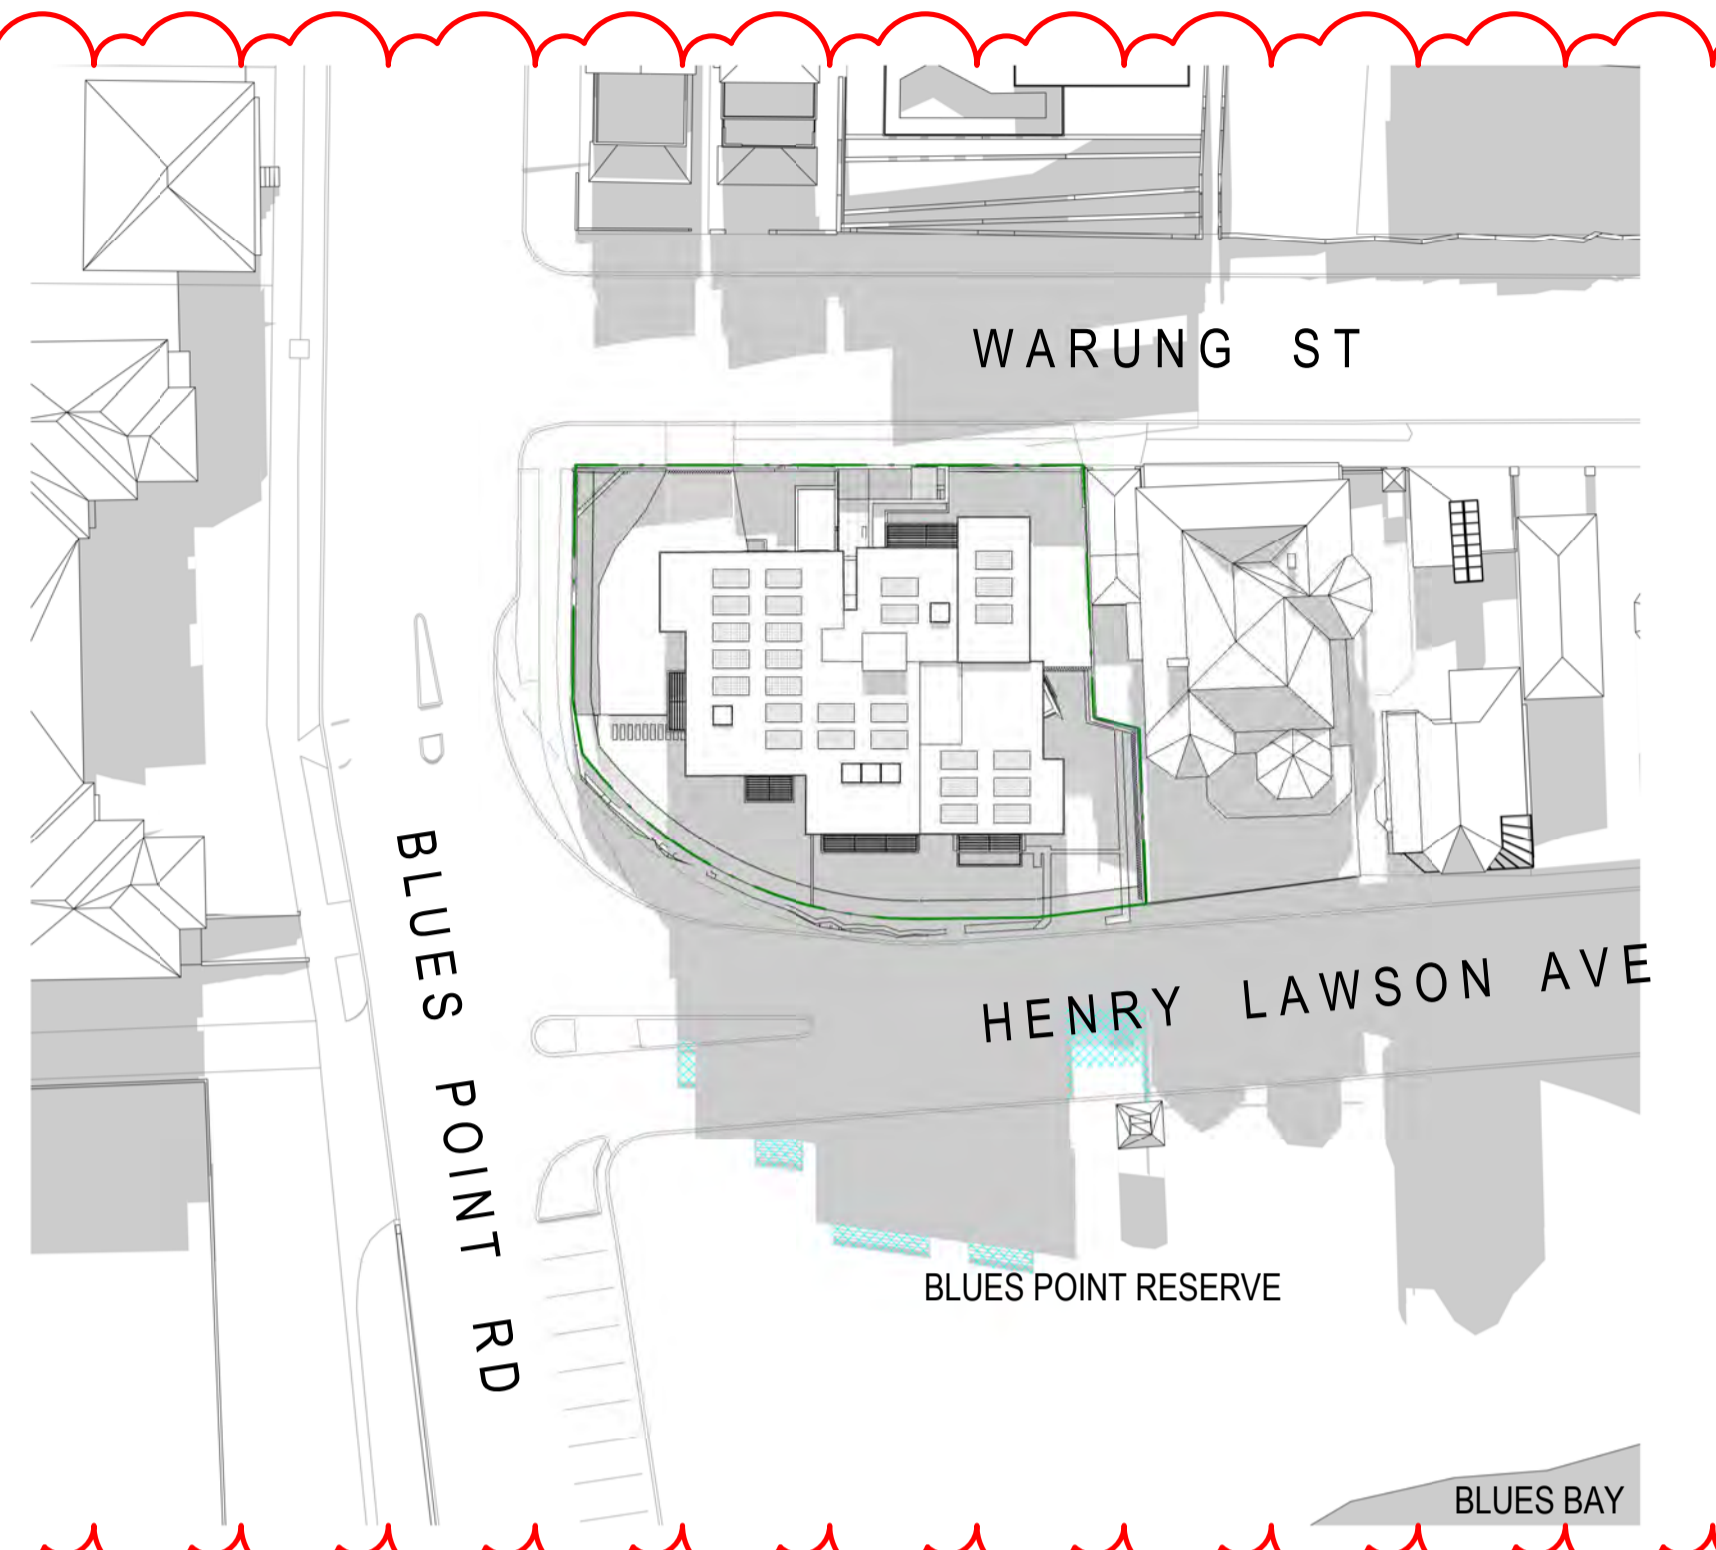 WARUNG ST
BLUES POINT RD
HENRY LAWSON AVE
BLUES POINT RESERVE
BLUES BAY